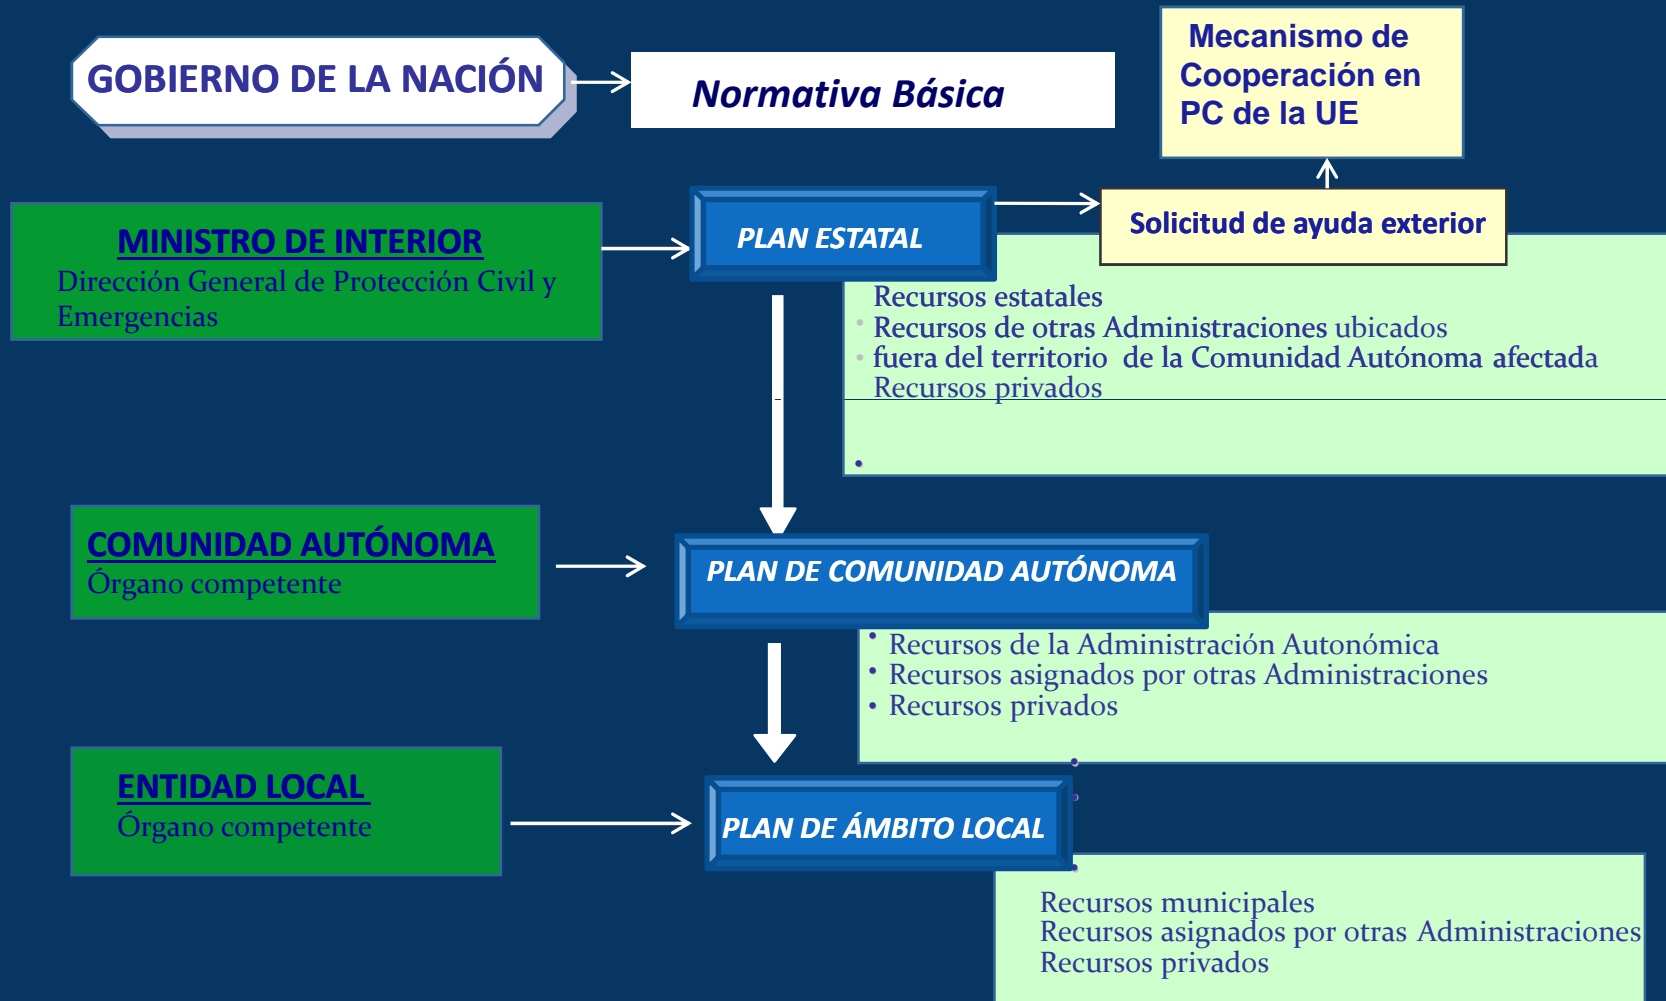 GOBIERNO DE LA NACIÓN
Normativa Básica
Mecanismo de
Cooperación en
PC de la UE
MINISTRO DE INTERIOR
Dirección General de Protección Civil y
Emergencias
PLAN ESTATAL
Solicitud de ayuda exterior
Recursos estatales
• Recursos de otras Administraciones ubicados
• fuera del territorio de la Comunidad Autónoma afectada
Recursos privados
•
COMUNIDAD AUTÓNOMA
Órgano competente
PLAN DE COMUNIDAD AUTÓNOMA
• Recursos de la Administración Autonómica
• Recursos asignados por otras Administraciones
• Recursos privados
ENTIDAD LOCAL
Órgano competente
PLAN DE ÁMBITO LOCAL
Recursos municipales
Recursos asignados por otras Administraciones
Recursos privados